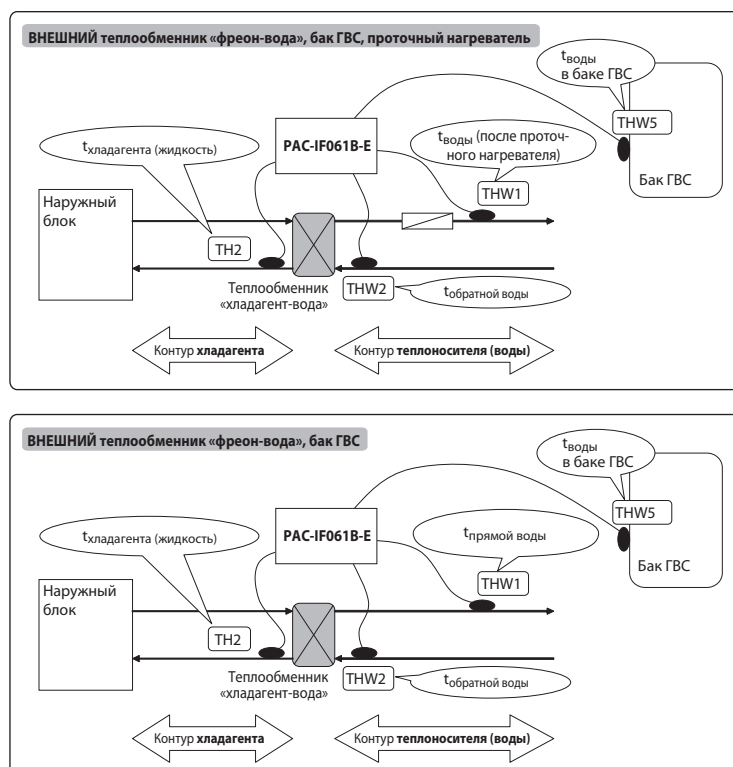 ВНЕШНИЙ теплообменник «фреон-вода», бак ГВС, проточный нагреватель
tводы
в баке ГВС
THW5
Бак ГВС
PAC-IF061B-E
tводы (после проточ-
ного нагревателя)
THW1
tхладагента (жидкость)
Наружный
блок
TH2
Теплообменник
«хладагент-вода»
THW2
tобратной воды
Контур хладагента
Контур теплоносителя (воды)
ВНЕШНИЙ теплообменник «фреон-вода», бак ГВС
tводы
в баке ГВС
THW5
Бак ГВС
PAC-IF061B-E
tпрямой воды
THW1
tхладагента (жидкость)
Наружный
блок
TH2
Теплообменник
«хладагент-вода»
THW2
tобратной воды
Контур хладагента
Контур теплоносителя (воды)